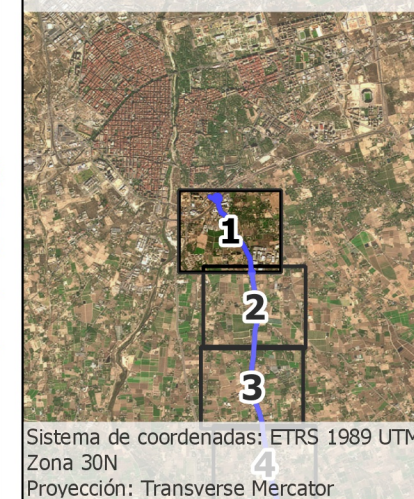 1
2
3
Sistema de coordenadas: ETRS 1989 UTM
Zona 30N
4
Proyección: Transverse Mercator